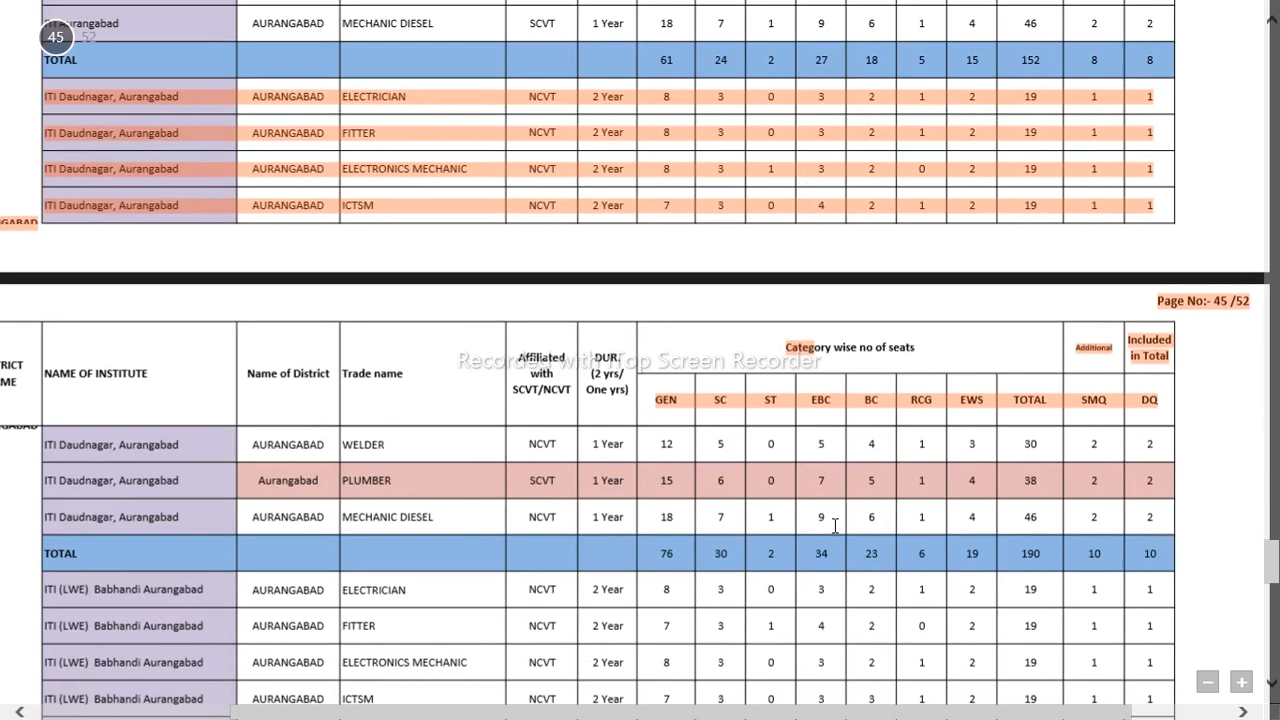 ITI Aurangabad AURANGABAD MECHANIC DIESEL SCVT 1 Year 18 7 1 9 6 1 4 46 2 2
45 52
TOTAL 61 24 2 27 18 5 15 152 8 8
ITI Daudnagar, Aurangabad AURANGABAD ELECTRICIAN NCVT 2 Year 8 3 0 3 2 1 2 19 1 1
ITI Daudnagar, Aurangabad AURANGABAD FITTER NCVT 2 Year 8 3 0 3 2 1 2 19 1 1
ITI Daudnagar, Aurangabad AURANGABAD ELECTRONICS MECHANIC NCVT 2 Year 8 3 1 3 2 0 2 19 1 1
ITI Daudnagar, Aurangabad AURANGABAD ICTSM NCVT 2 Year 7 3 0 4 2 1 2 19 1 1
NGABAD
Page No:- 45 /52
Recorded with Top Screen Recorder
TRICT
ME
NAME OF INSTITUTE
Name of District
Trade name
Affiliated
with
SCVT/NCVT
DUR.
(2 yrs/
One yrs)
Category wise no of seats
Additional
Included
in Total
GEN SC ST EBC BC RCG EWS TOTAL SMQ DQ
ITI Daudnagar, Aurangabad AURANGABAD WELDER NCVT 1 Year 12 5 0 5 4 1 3 30 2 2
ITI Daudnagar, Aurangabad Aurangabad PLUMBER SCVT 1 Year 15 6 0 7 5 1 4 38 2 2
ITI Daudnagar, Aurangabad AURANGABAD MECHANIC DIESEL NCVT 1 Year 18 7 1 9 6 1 4 46 2 2
TOTAL 76 30 2 34 23 6 19 190 10 10
ITI (LWE) Babhandi Aurangabad AURANGABAD ELECTRICIAN NCVT 2 Year 8 3 0 3 2 1 2 19 1 1
ITI (LWE) Babhandi Aurangabad AURANGABAD FITTER NCVT 2 Year 7 3 1 4 2 0 2 19 1 1
ITI (LWE) Babhandi Aurangabad AURANGABAD ELECTRONICS MECHANIC NCVT 2 Year 8 3 0 3 2 1 2 19 1 1
ITI (LWE) Babhandi Aurangabad AURANGABAD ICTSM NCVT 2 Year 7 3 0 3 3 1 2 19 1 1